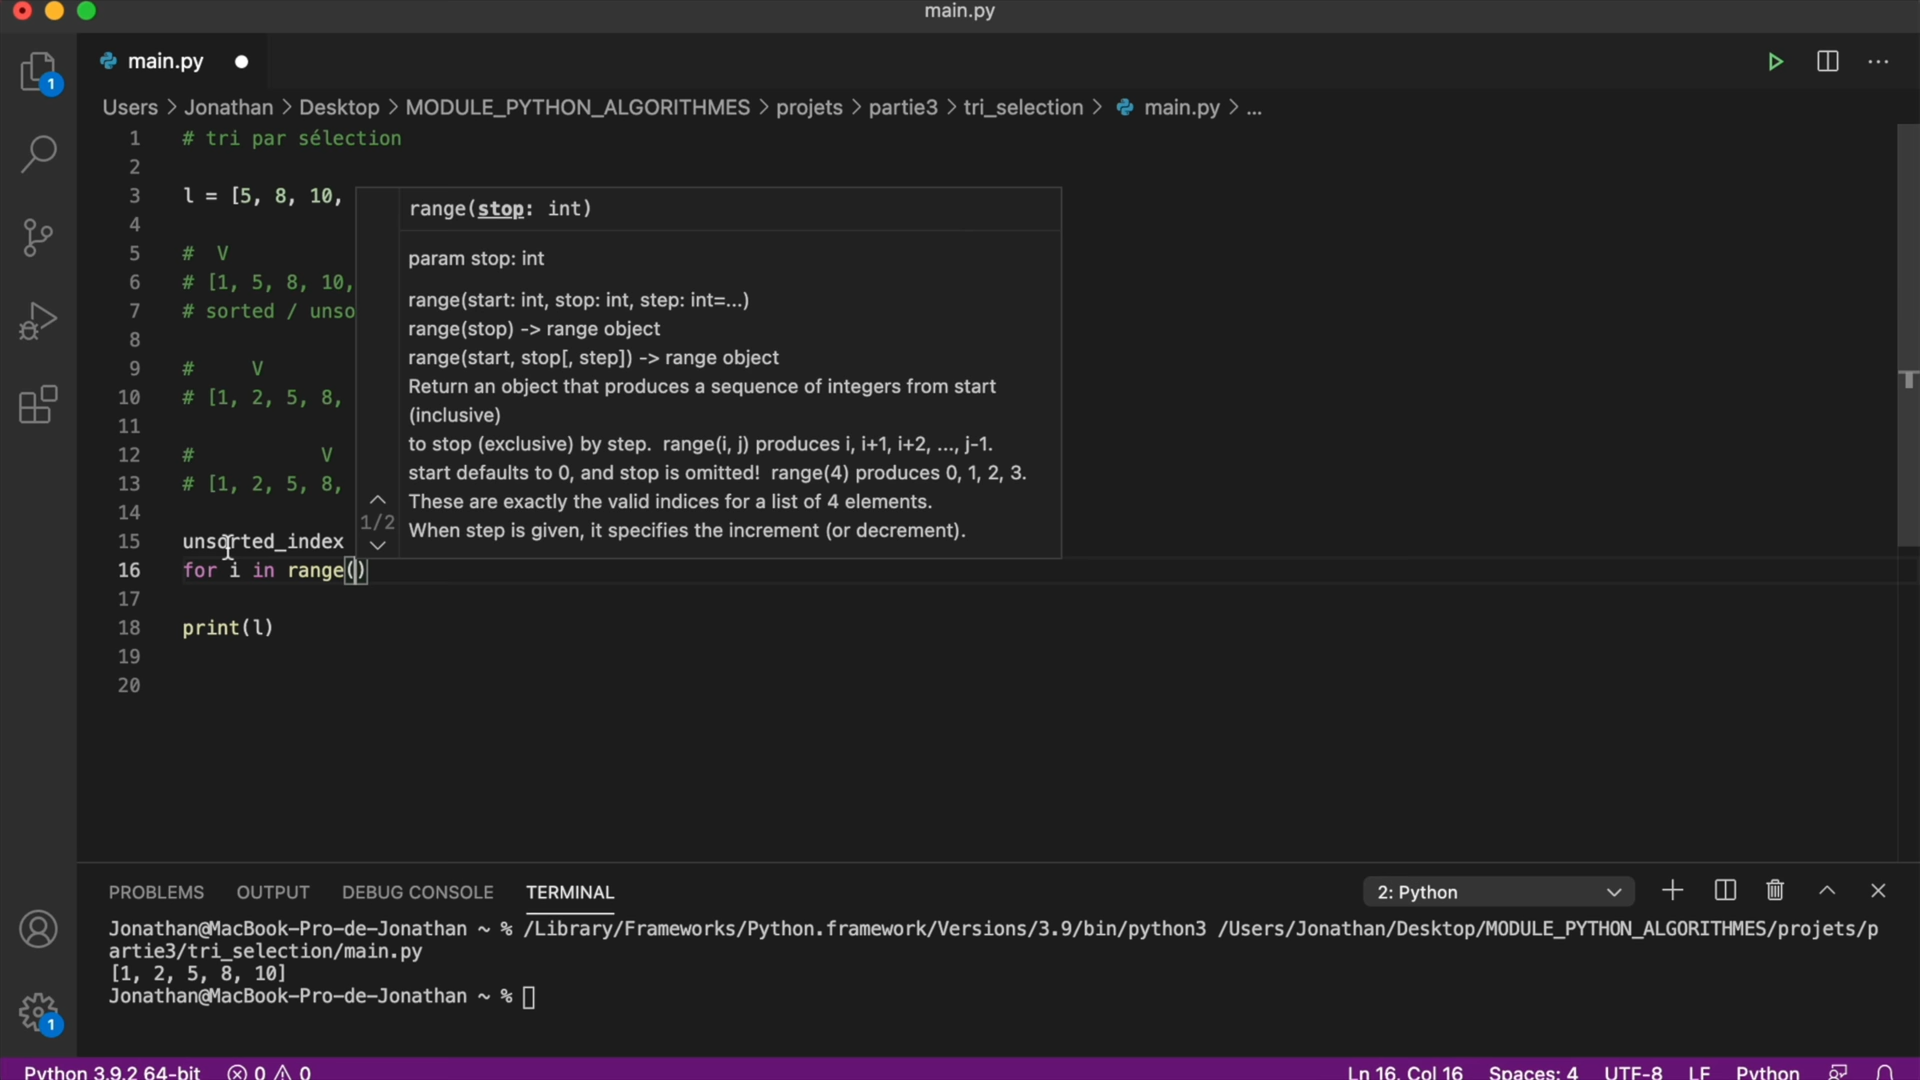 main.py
main.py
Users > Jonathan > Desktop > MODULE_PYTHON_ALGORITHMES > projets > partie3 > tri_selection > main.py > ...
1 # tri par sélection
2
3 l = [5, 8, 10,
4
5 # V
6 # [1, 5, 8, 10,
7 # sorted / unso
8
9 # V
10 # [1, 2, 5, 8,
11
12 # V
13 # [1, 2, 5, 8,
14
15 unsorted_index
16 for i in range()
17
18 print(l)
19
20
range(stop: int)
param stop: int
range(start: int, stop: int, step: int=...)
range(stop) -> range object
range(start, stop[, step]) -> range object
Return an object that produces a sequence of integers from start
(inclusive)
to stop (exclusive) by step. range(i, j) produces i, i+1, i+2, ..., j-1.
start defaults to 0, and stop is omitted! range(4) produces 0, 1, 2, 3.
These are exactly the valid indices for a list of 4 elements.
When step is given, it specifies the increment (or decrement).
1/2
1
1
PROBLEMS OUTPUT DEBUG CONSOLE TERMINAL 2: Python
Jonathan@MacBook-Pro-de-Jonathan ~ % /Library/Frameworks/Python.framework/Versions/3.9/bin/python3 /Users/Jonathan/Desktop/MODULE_PYTHON_ALGORITHMES/projets/p
artie3/tri_selection/main.py
[1, 2, 5, 8, 10]
Jonathan@MacBook-Pro-de-Jonathan ~ %
Python 3.9.2 64-bit 0 0 Ln 16, Col 16 Spaces: 4 UTF-8 LF Python